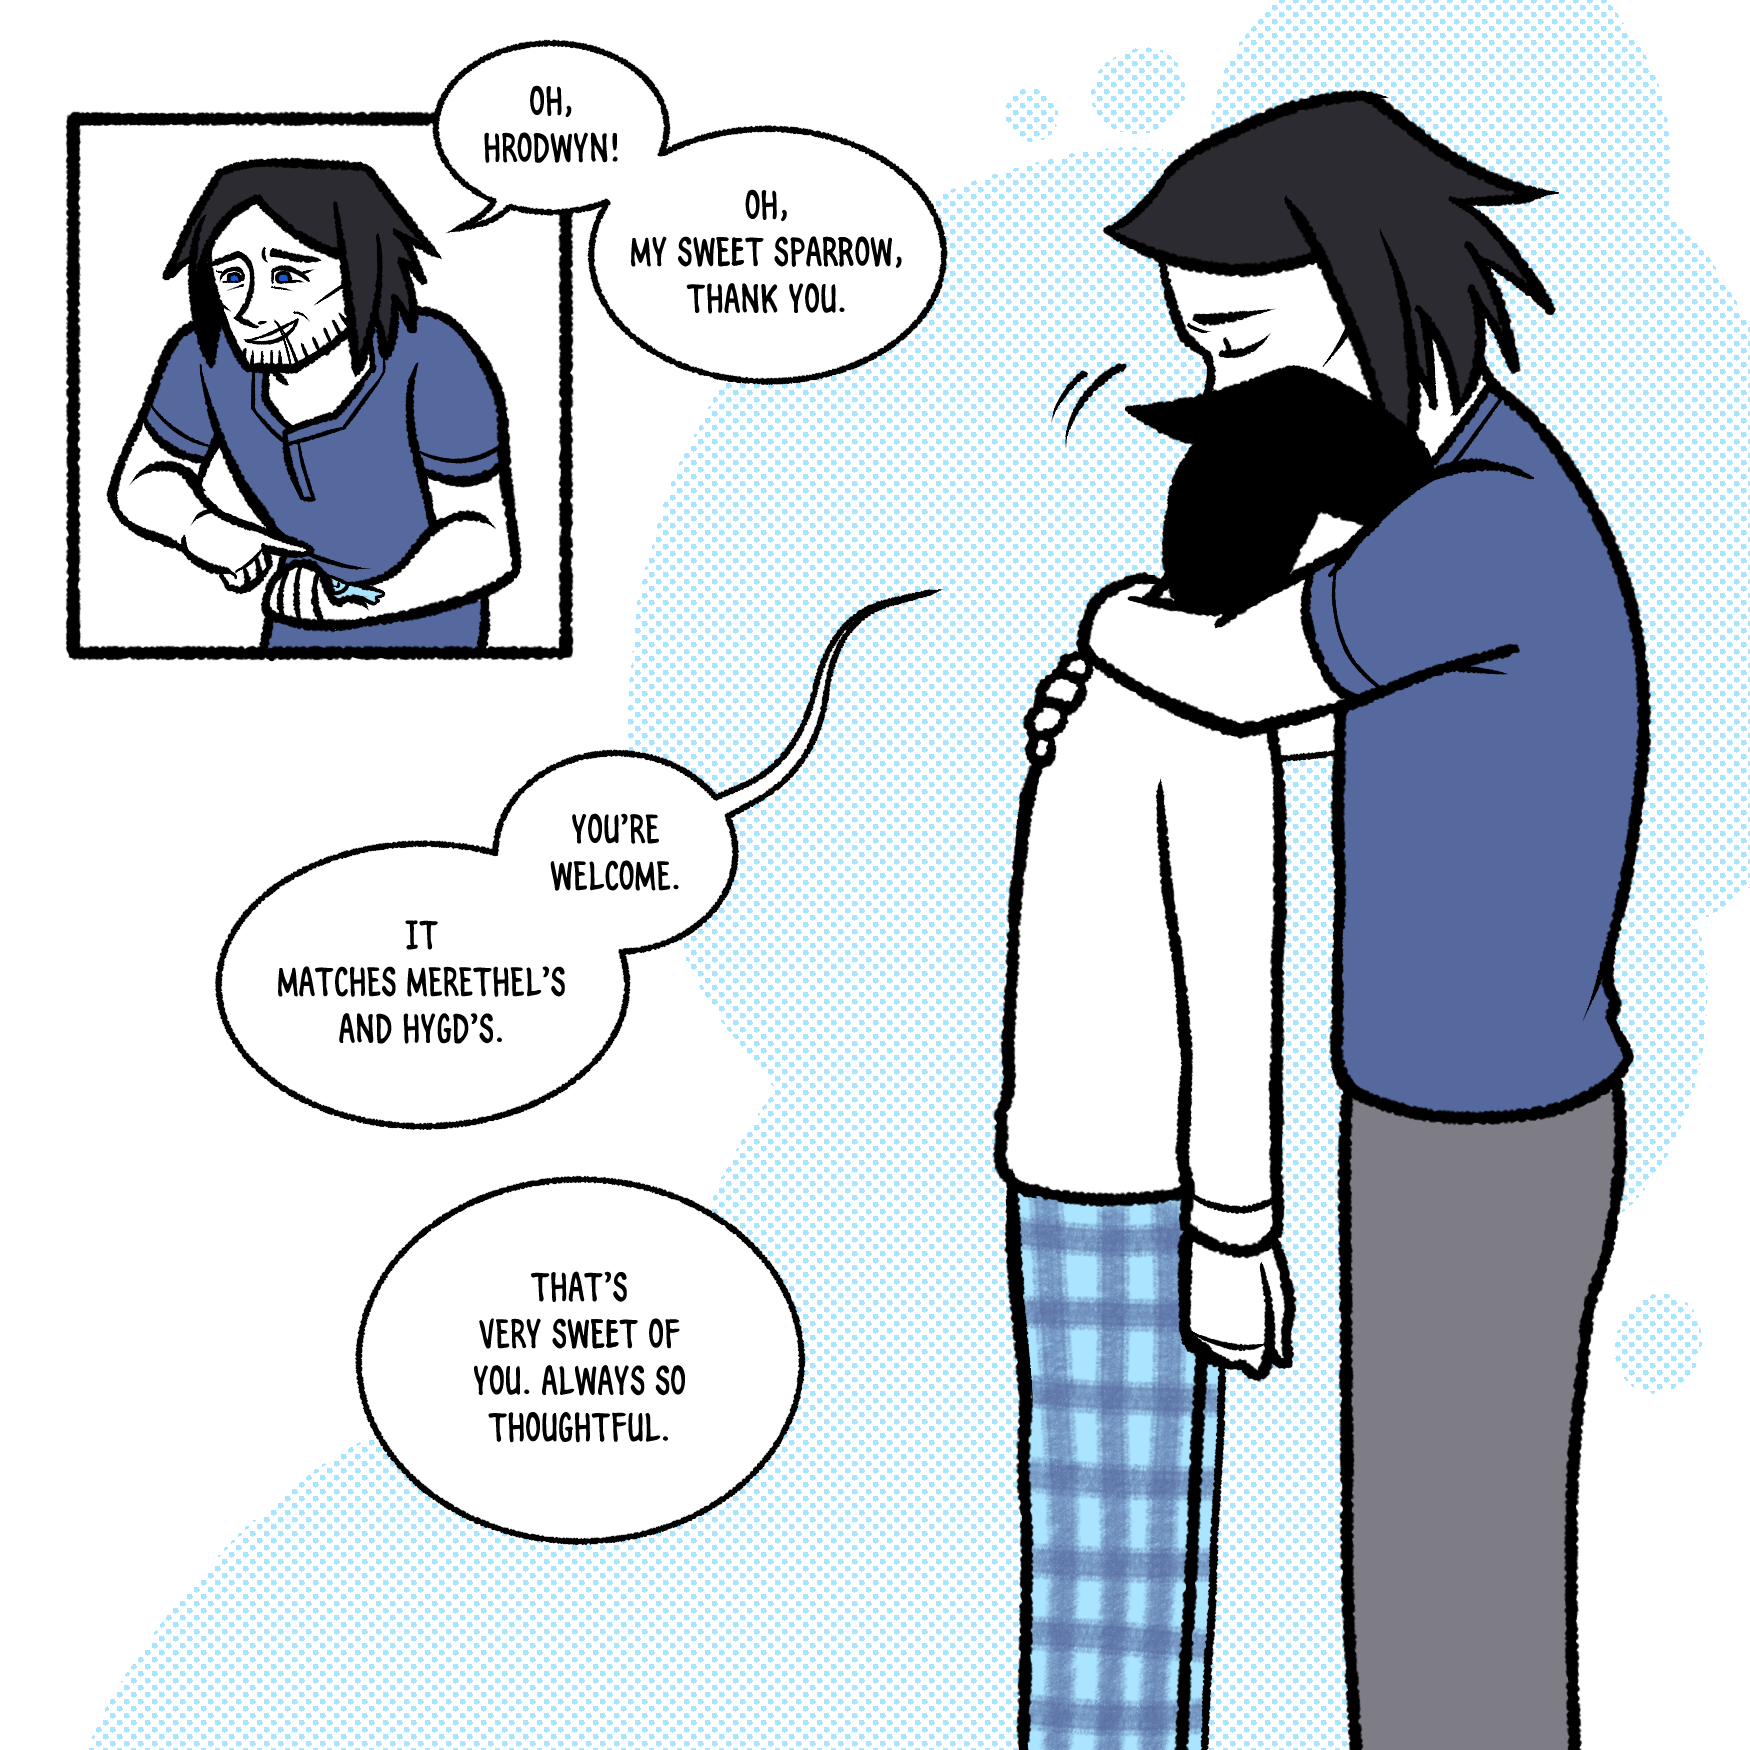 OH,
HRODWYN!
OH,
MY SWEET SPARROW,
THANK YOU.
YOU'RE
WELCOME.
IT
MATCHES MERETHEL'S
AND HYGD'S.
THAT'S
VERY SWEET OF
YOU. ALWAYS SO
THOUGHTFUL.